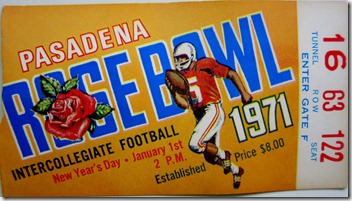 PASADENA
ROSE BOWL
INTERCOLLEGIATE FOOTBALL
1971
New Year's Day • January 1st
2 P.M.
Price $8.00
Established
5
16 63 122
TUNNEL ROW SEAT
ENTER GATE F